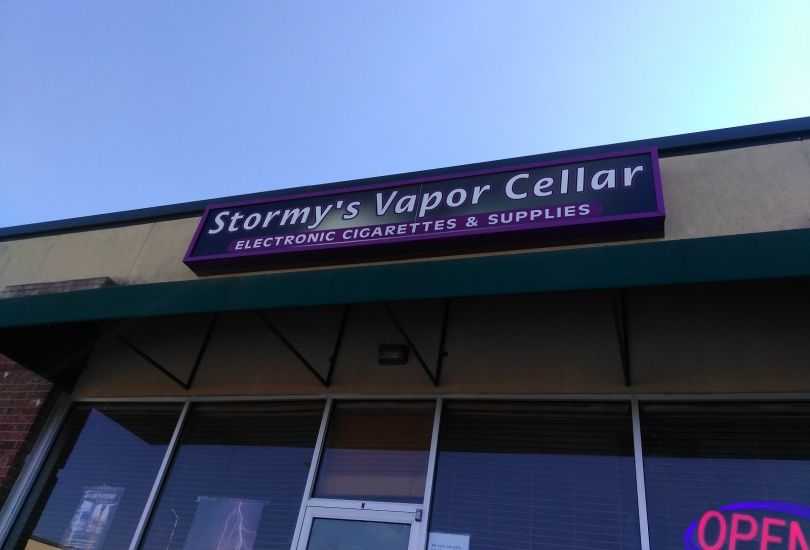 Stormy's Vapor Cellar
ELECTRONIC CIGARETTES & SUPPLIES
OPEN